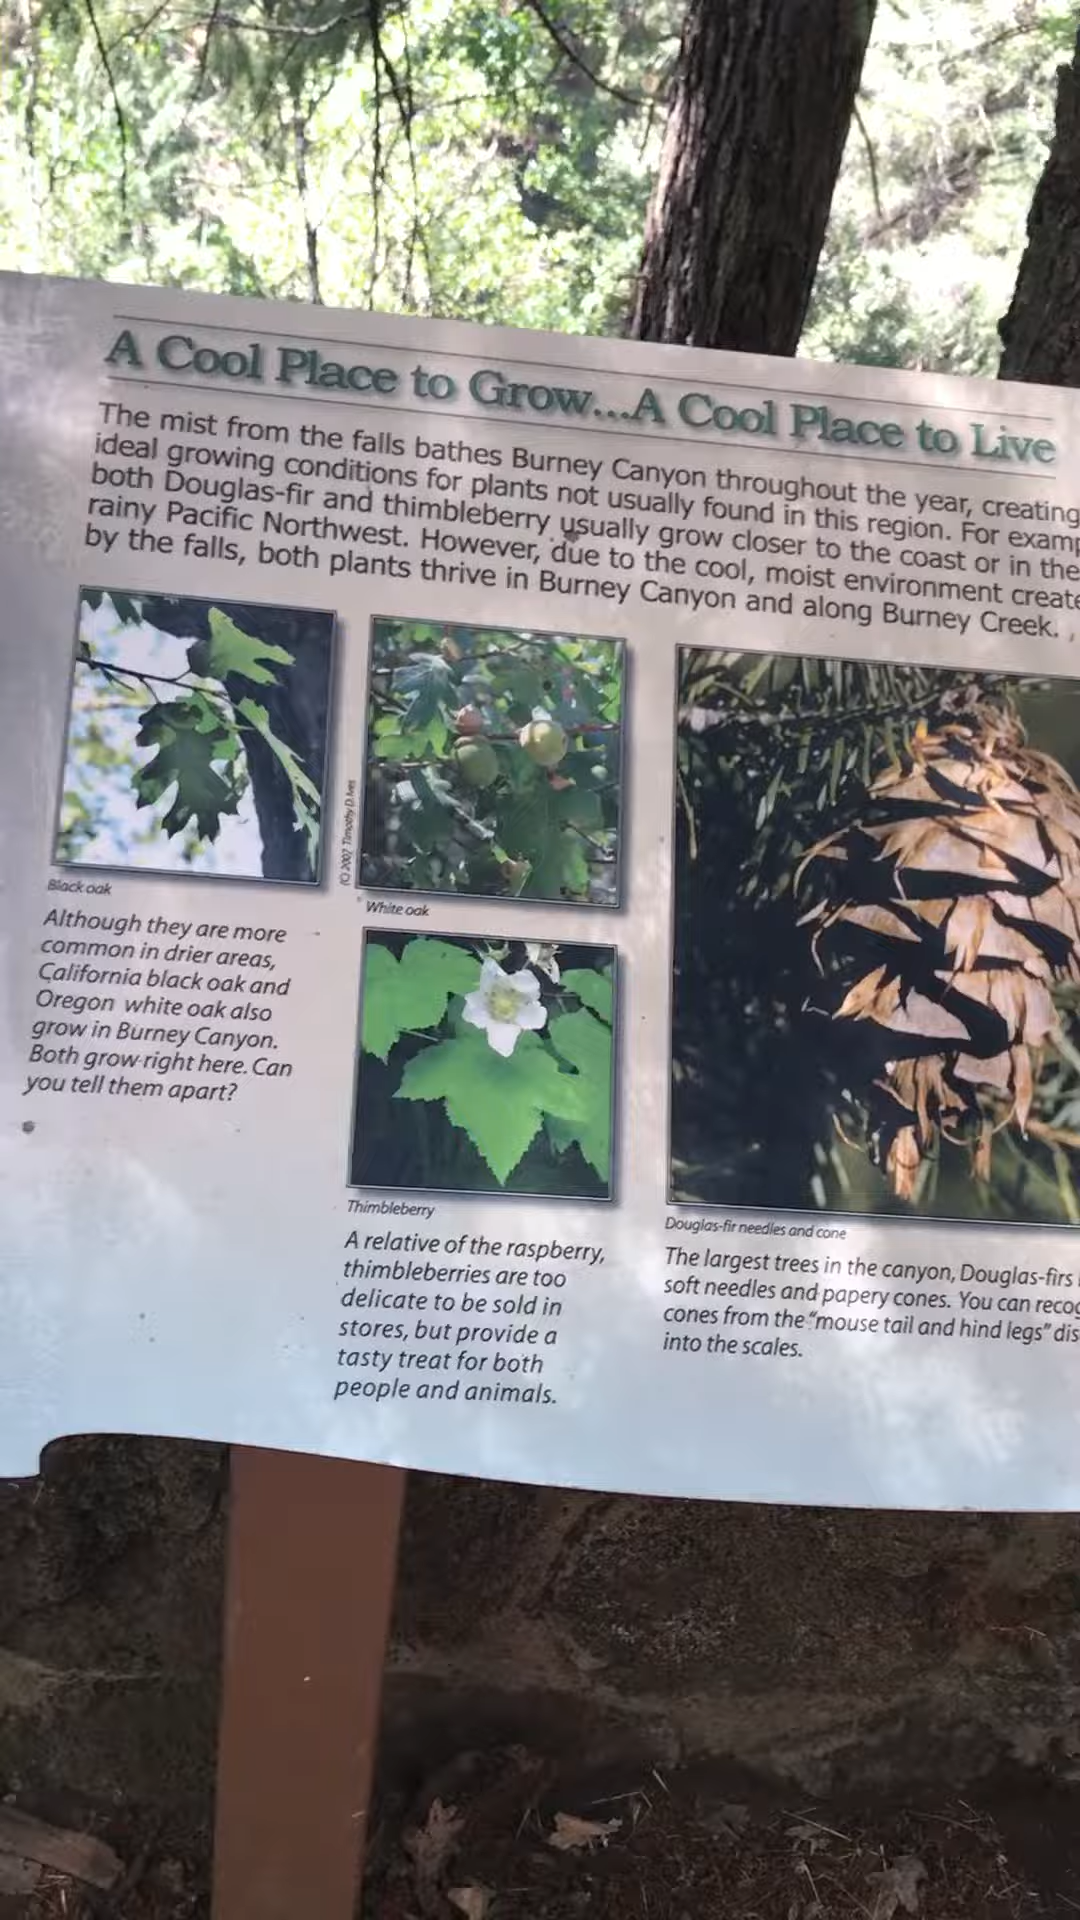 A Cool Place to Grow...A Cool Place to Live
The mist from the falls bathes Burney Canyon throughout the year, creating
ideal growing conditions for plants not usually found in this region. For examp
both Douglas-fir and thimbleberry usually grow closer to the coast or in the
rainy Pacific Northwest. However, due to the cool, moist environment create
by the falls, both plants thrive in Burney Canyon and along Burney Creek.
(C) 2007, Timothy D. Ives
Black oak
Although they are more
common in drier areas,
California black oak and
Oregon white oak also
grow in Burney Canyon.
Both grow right here. Can
you tell them apart?
White oak
Thimbleberry
A relative of the raspberry,
thimbleberries are too
delicate to be sold in
stores, but provide a
tasty treat for both
people and animals.
Douglas-fir needles and cone
The largest trees in the canyon, Douglas-firs
soft needles and papery cones. You can recog
cones from the "mouse tail and hind legs" dis
into the scales.